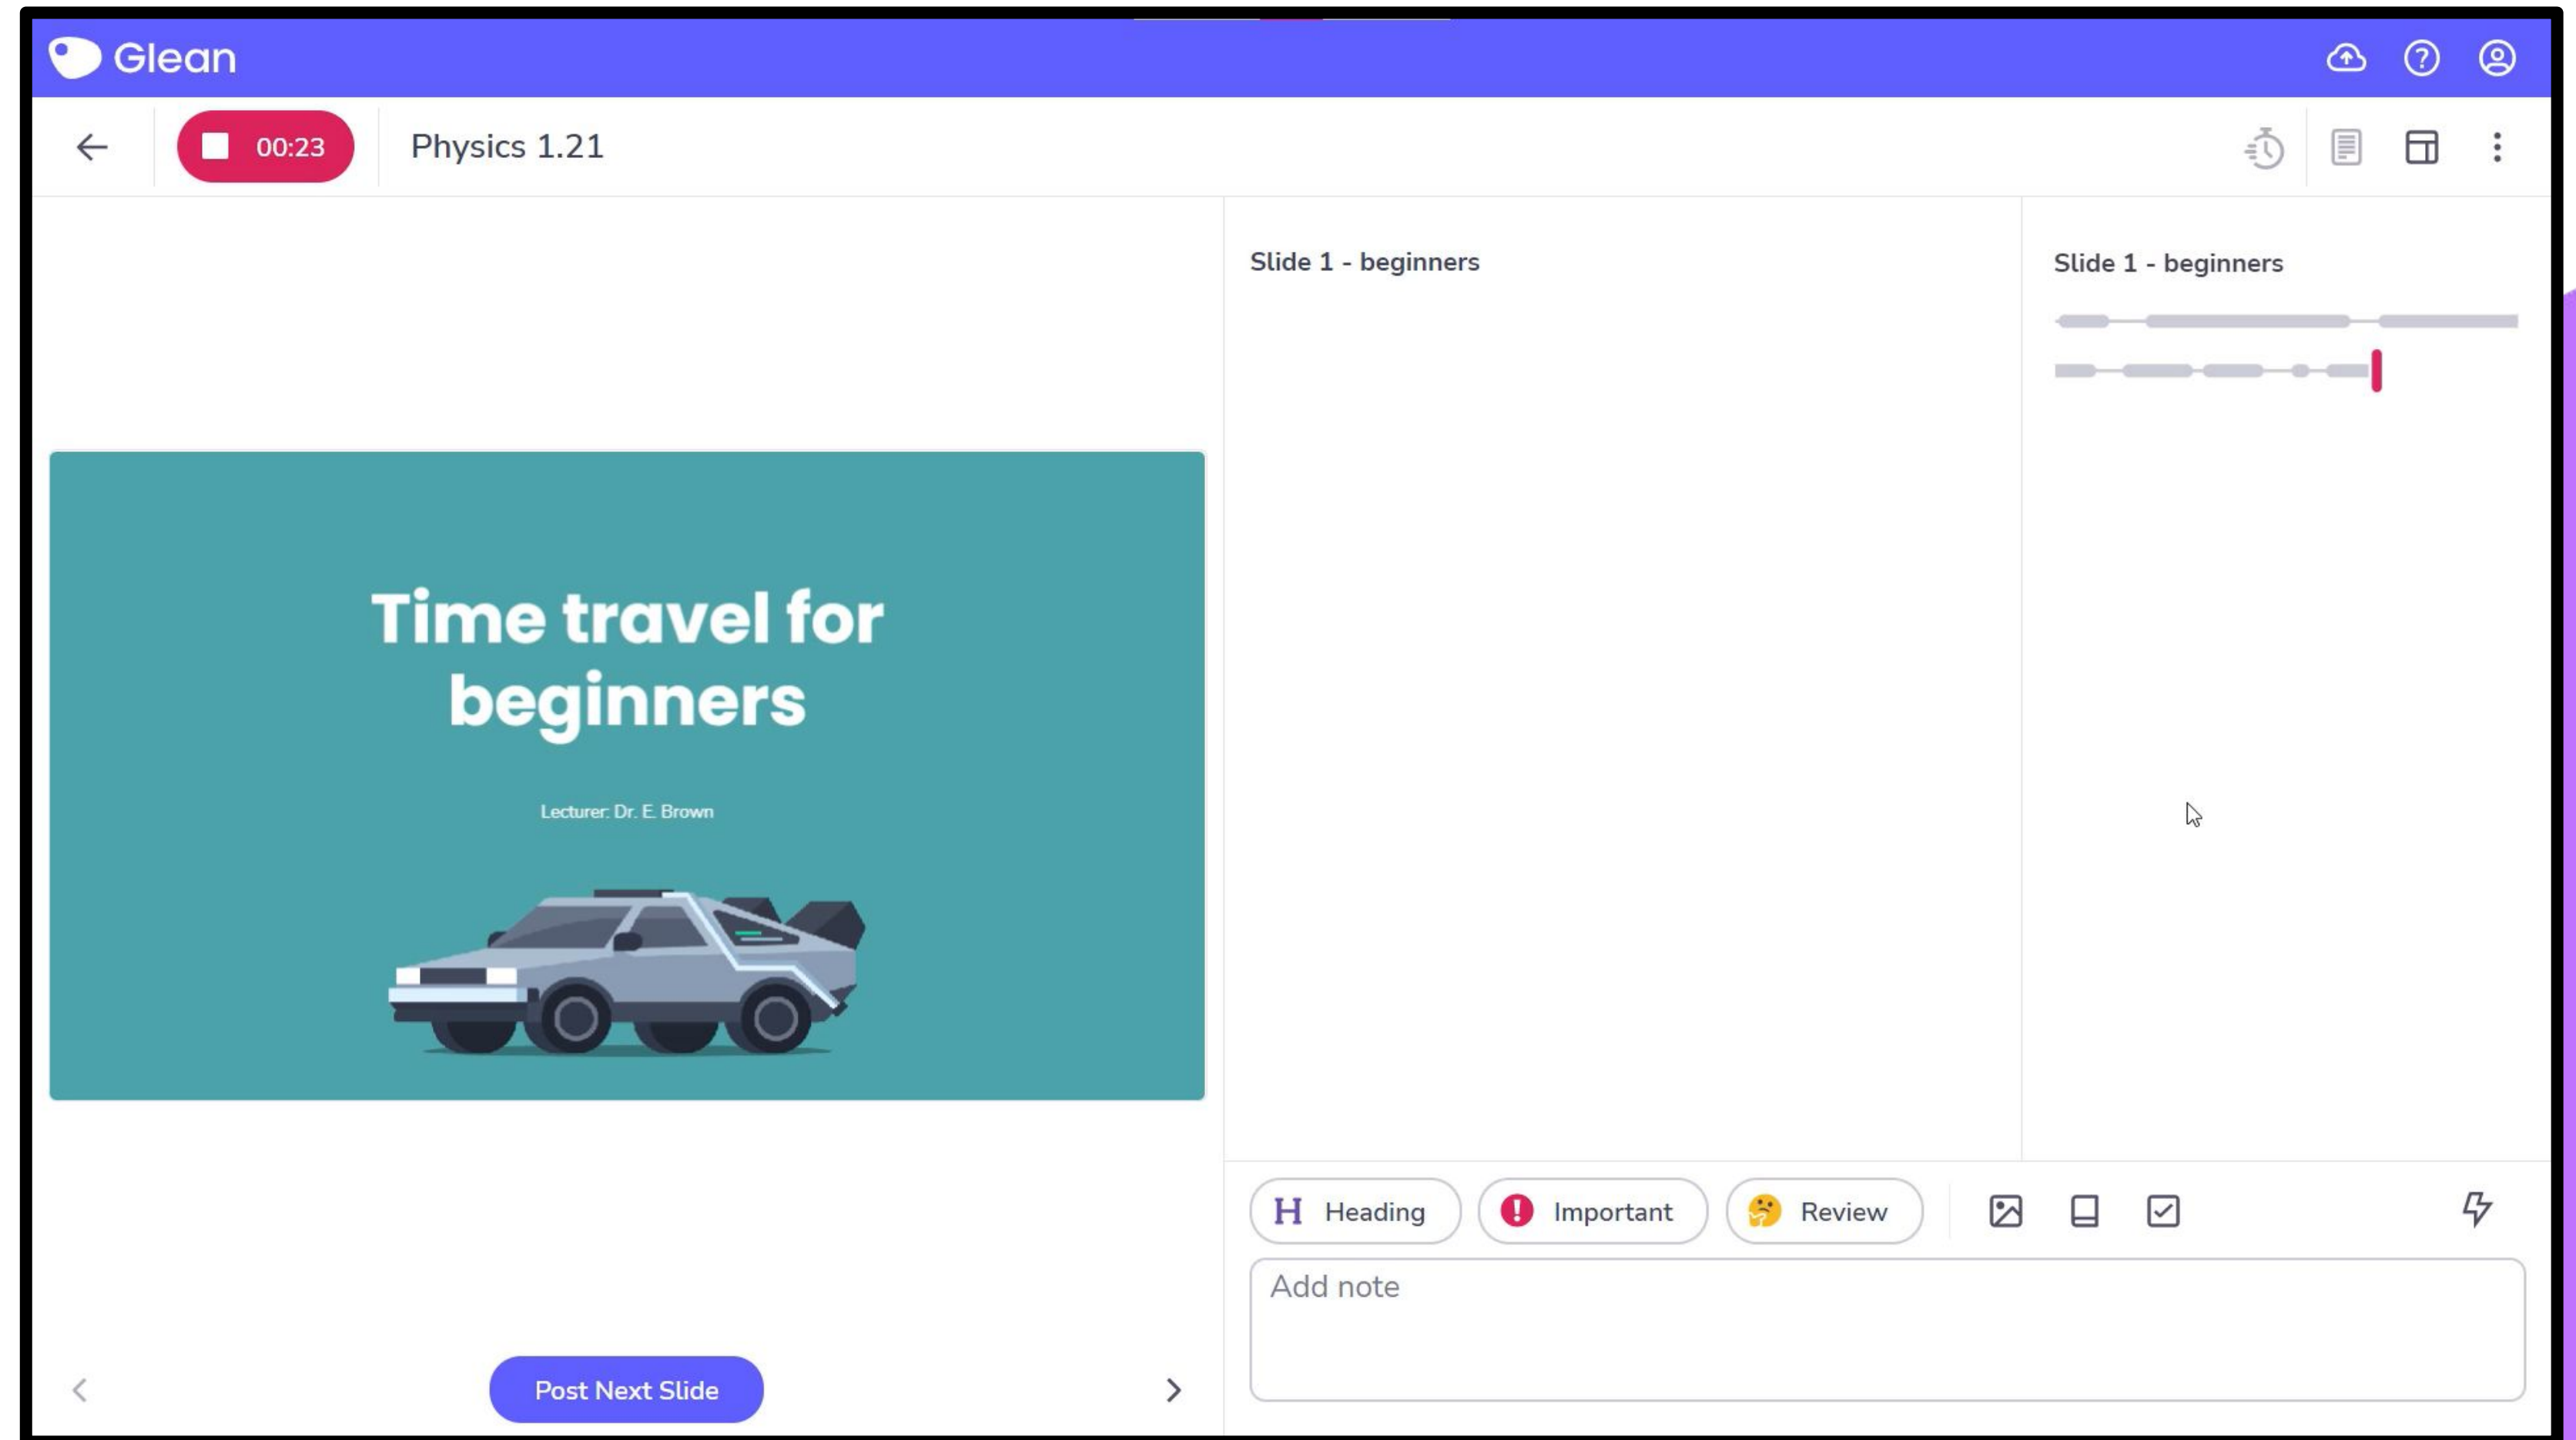 Glean
00:23
Physics 1.21
Time travel for
beginners
Lecturer: Dr. E. Brown
Post Next Slide
Slide 1 - beginners
Slide 1 - beginners
H Heading
Important
Review
Add note